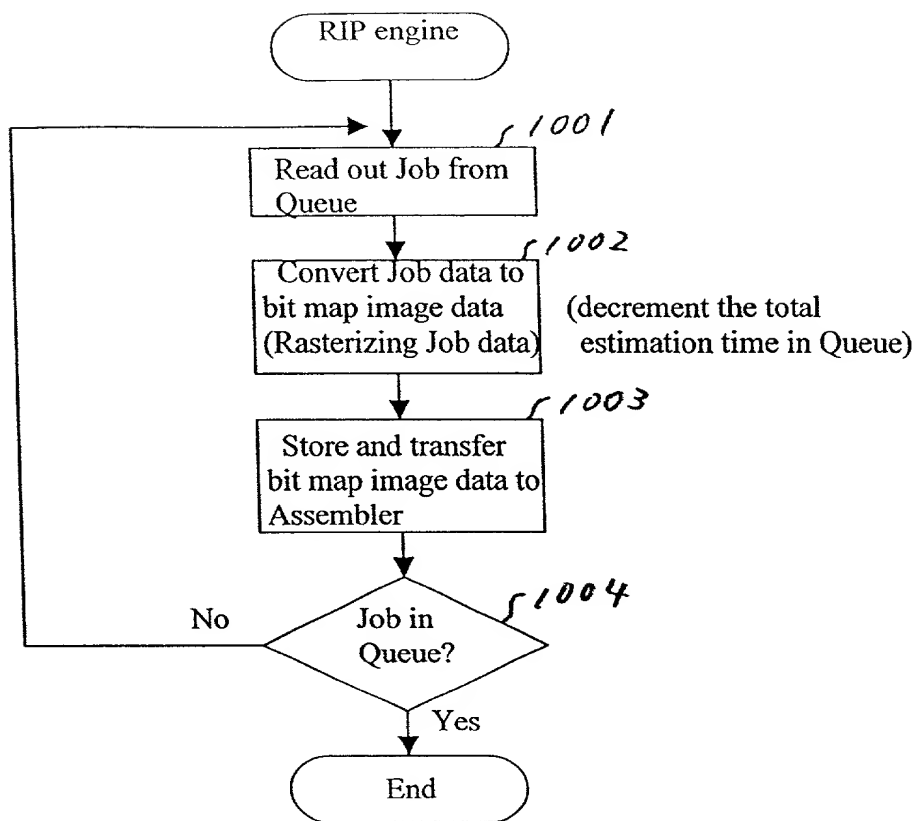 RIP engine
1001
Read out Job from
Queue
1002
Convert Job data to
bit map image data
(Rasterizing Job data)
(decrement the total
estimation time in Queue)
1003
Store and transfer
bit map image data to
Assembler
1004
Job in
Queue?
No
Yes
End